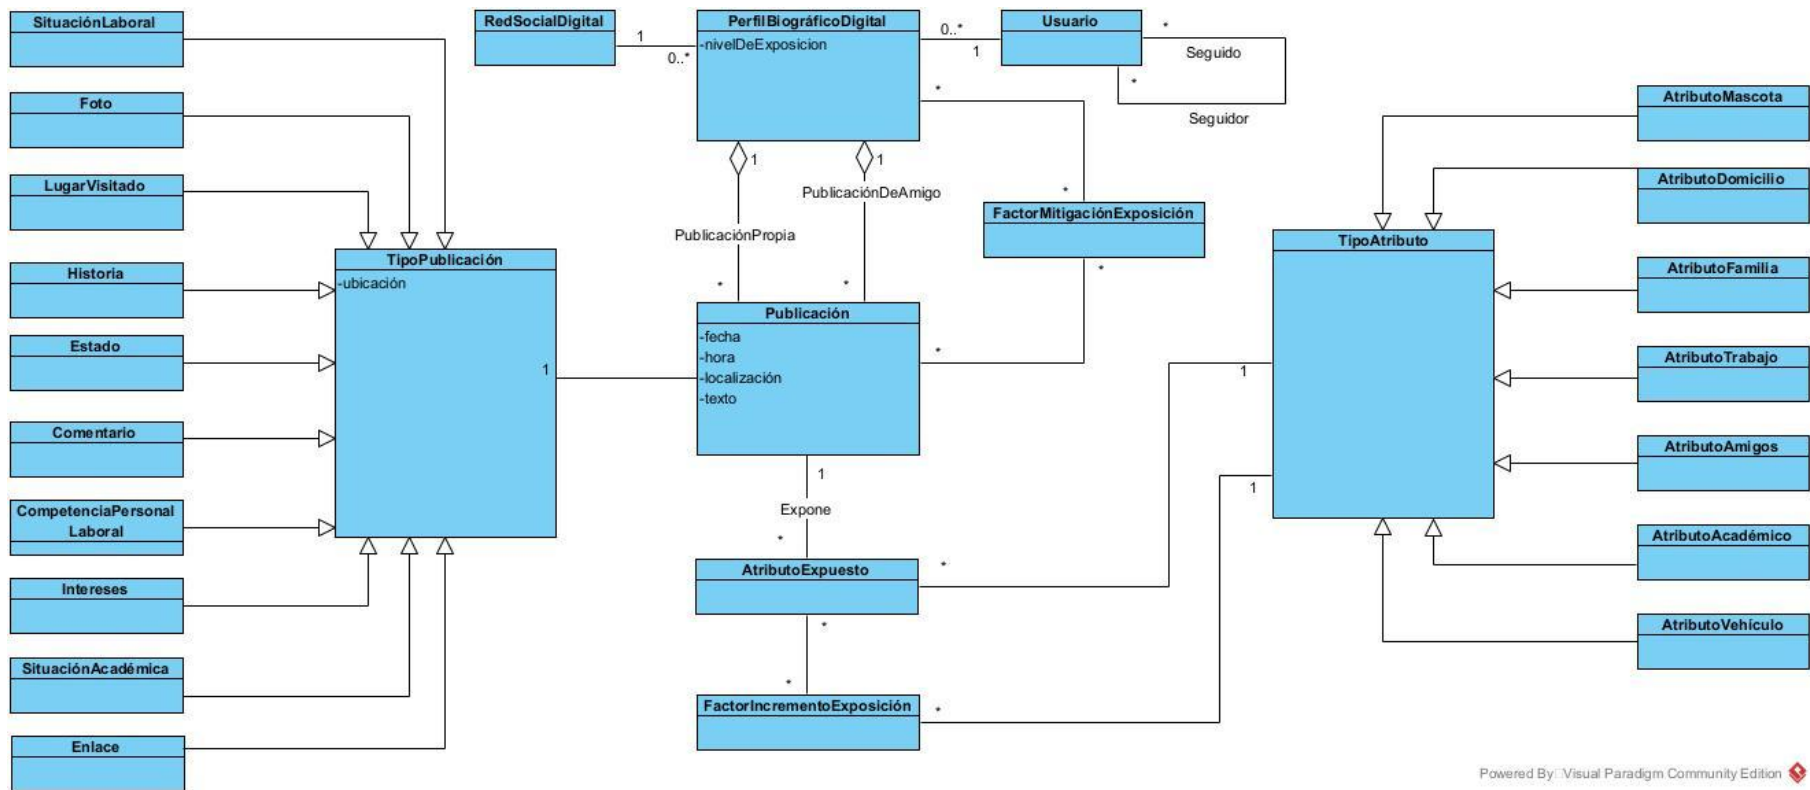 SituaciónLaboral
Foto
LugarVisitado
Historia
Estado
Comentario
CompetenciaPersonal
Laboral
Intereses
SituaciónAcadémica
Enlace
TipoPublicación
-ubicación
1
RedSocialDigital
1
0..*
PerfilBiográficoDigital
-nivelDeExposicion
0..*
1
Usuario
*
Seguido
*
Seguidor
*
*
FactorMitigaciónExposición
*
*
1
PublicaciónPropia
*
1
PublicaciónDeAmigo
*
Publicación
-fecha
-hora
-localización
-texto
1
Expone
*
AtributoExpuesto
*
*
*
FactorIncrementoExposición
*
1
1
TipoAtributo
AtributoMascota
AtributoDomicilio
AtributoFamilia
AtributoTrabajo
AtributoAmigos
AtributoAcadémico
AtributoVehículo
Powered By Visual Paradigm Community Edition